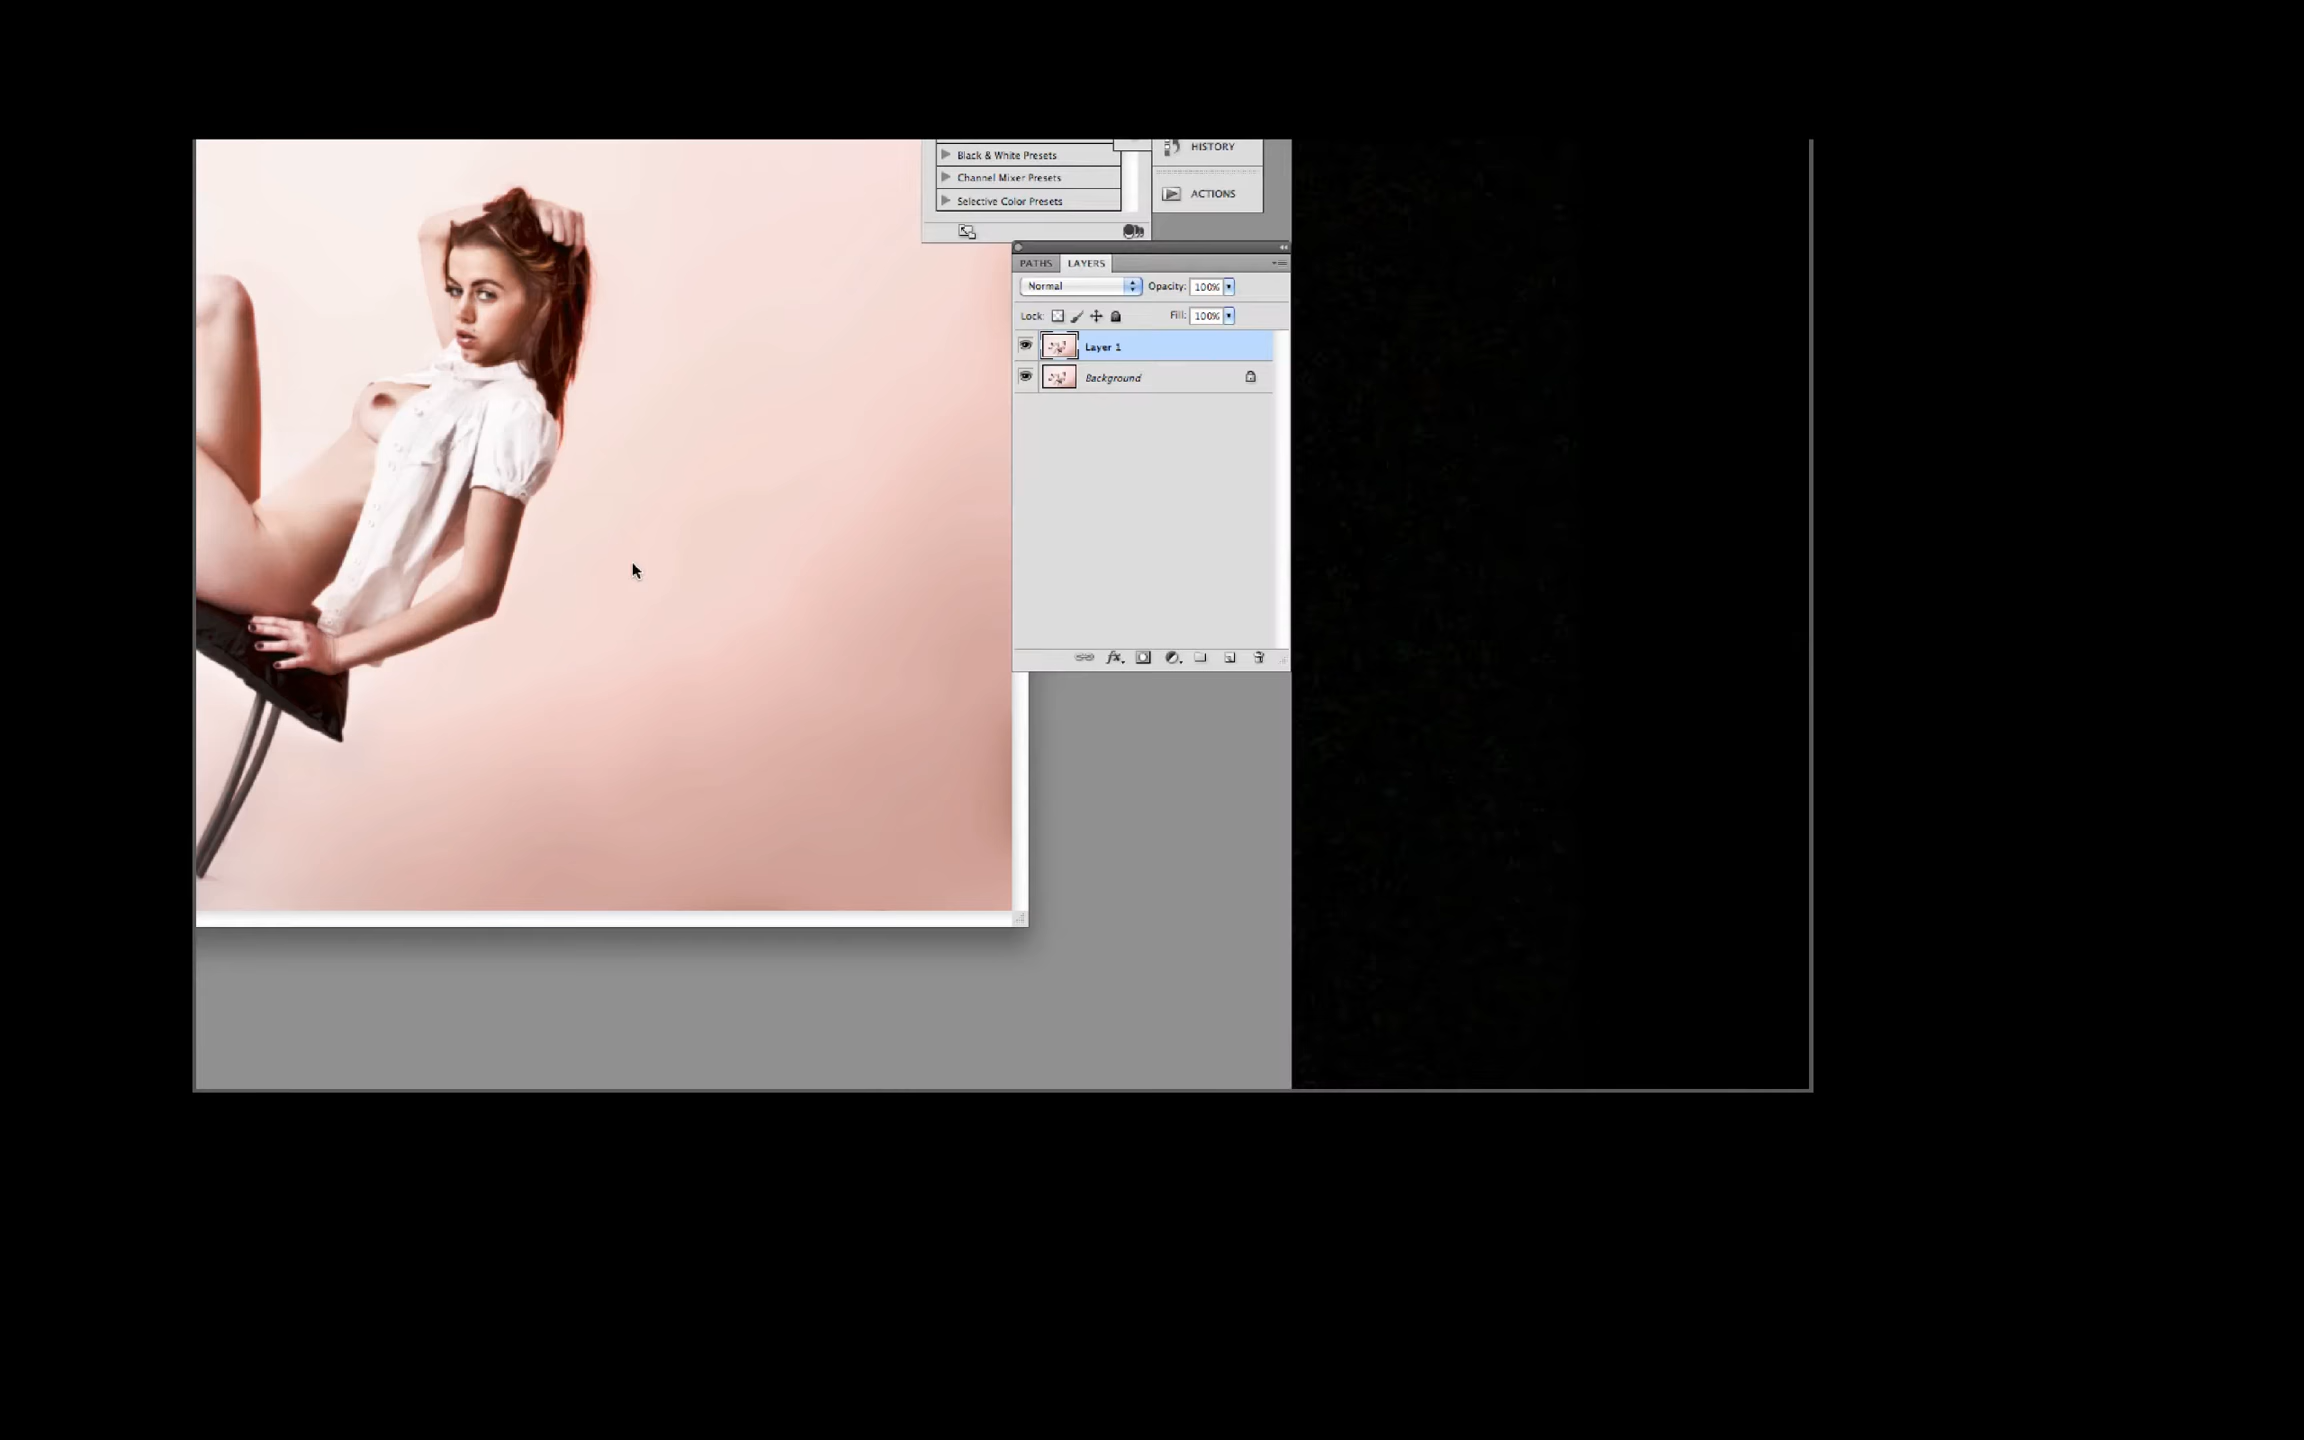 Black & White Presets
Channel Mixer Presets
Selective Color Presets
HISTORY
ACTIONS
PATHS LAYERS
Normal Opacity: 100%
Lock: Fill: 100%
Layer 1
Background
fx